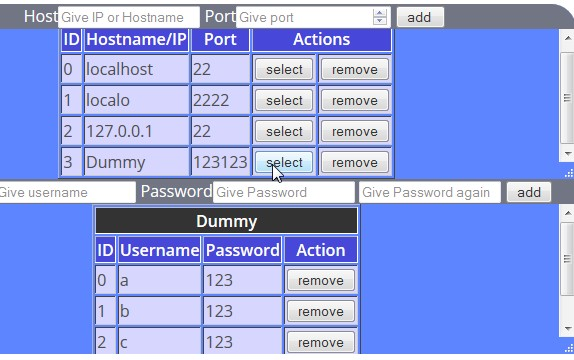 Host Give IP or Hostname Port Give port add
ID Hostname/IP Port Actions
0 localhost 22 select remove
1 localo 2222 select remove
2 127.0.0.1 22 select remove
3 Dummy 123123 select remove
Give username Password Give Password Give Password again add
Dummy
ID Username Password Action
0 a 123 remove
1 b 123 remove
2 c 123 remove